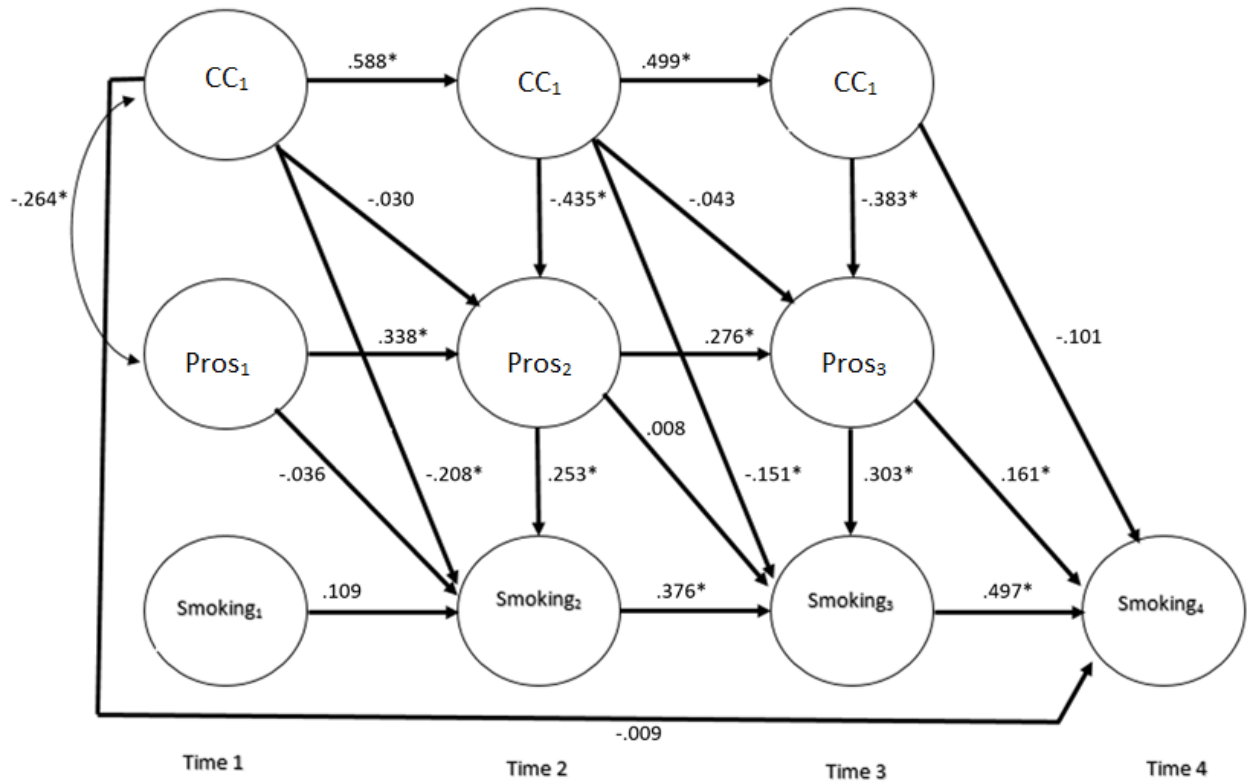 .588*
.499*
CC₁
CC₁
CC₁
-.264*
-.030
-.435*
-.043
-.383*
-.101
.338*
.276*
Pros₁
Pros₂
Pros₃
.008
-.036
-.208*
.253*
-.151*
.303*
.161*
.109
.376*
.497*
Smoking₁
Smoking₂
Smoking₃
Smoking₄
-.009
Time 1
Time 2
Time 3
Time 4